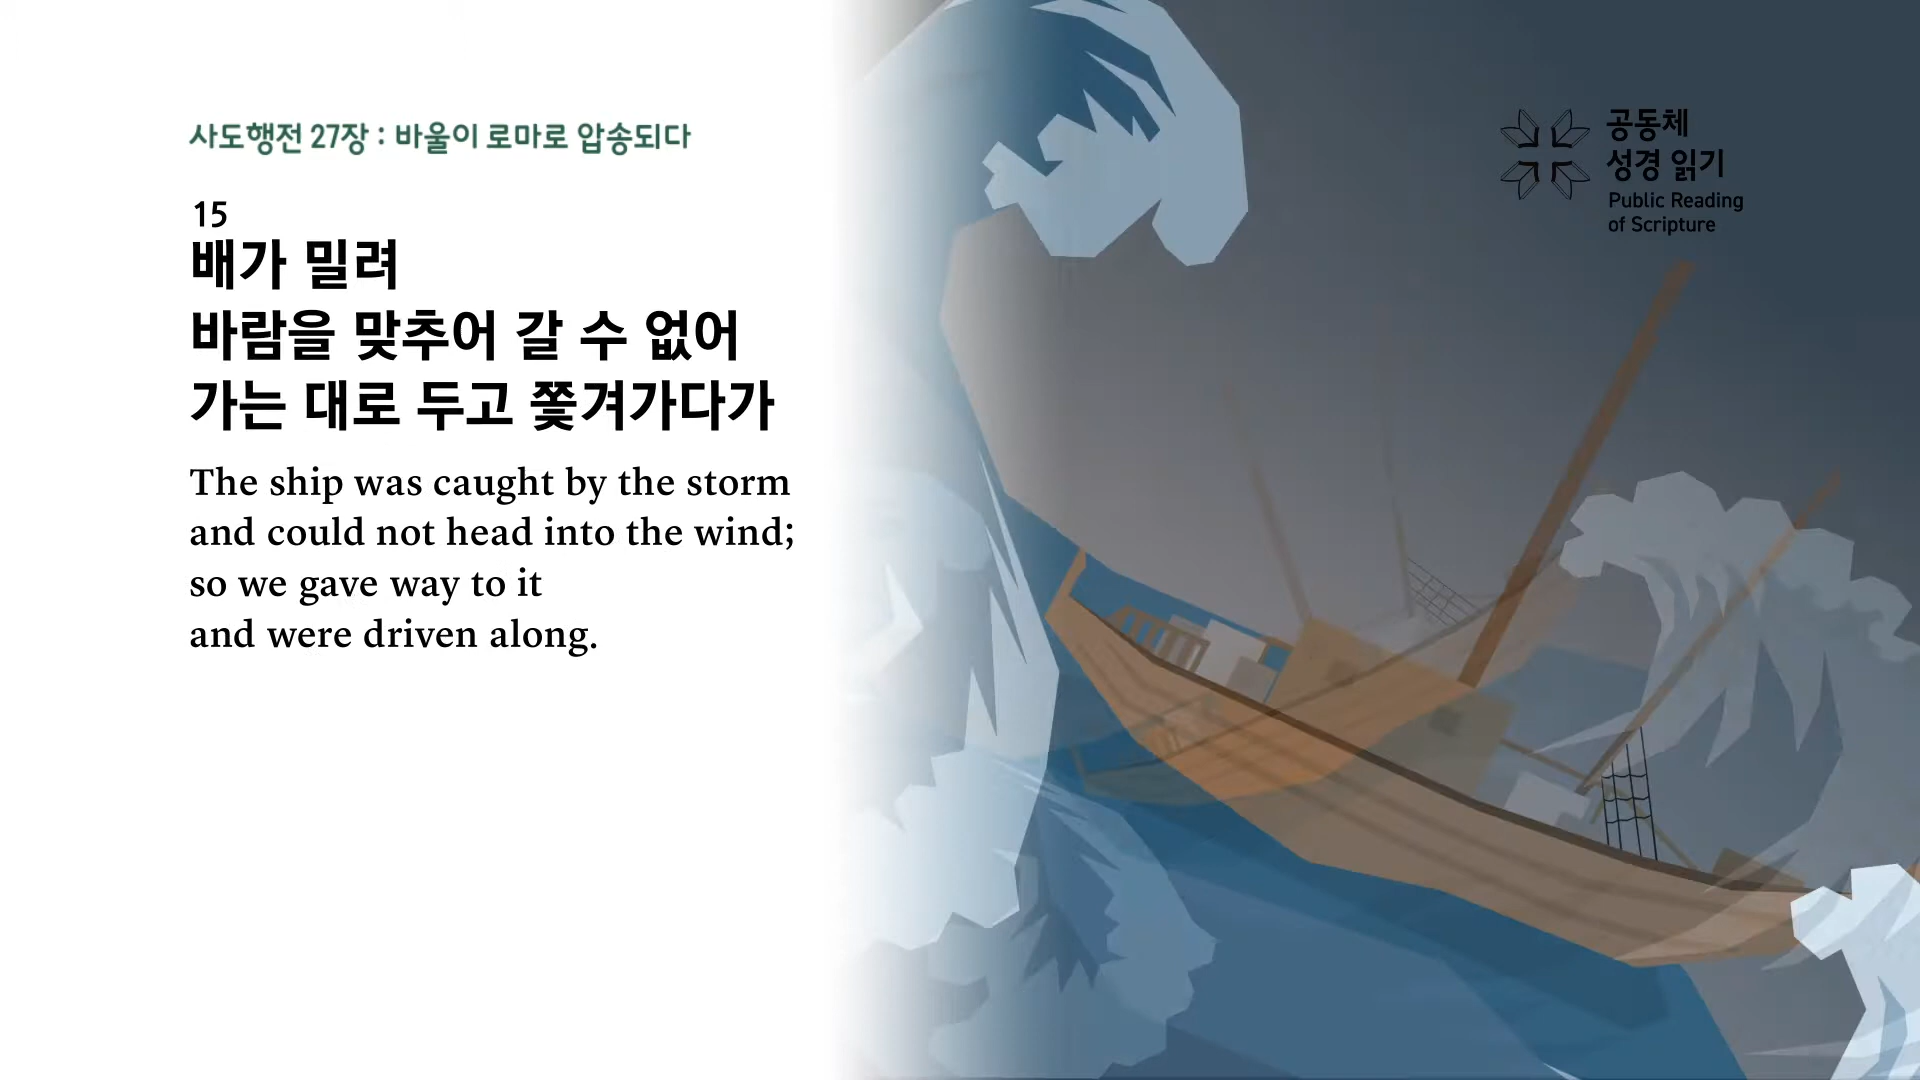 사도행전 27장 : 바울이 로마로 압송되다
15
배가 밀려
바람을 맞추어 갈 수 없어
가는 대로 두고 쫓겨가다가
The ship was caught by the storm
and could not head into the wind;
so we gave way to it
and were driven along.
공동체
성경 읽기
Public Reading
of Scripture